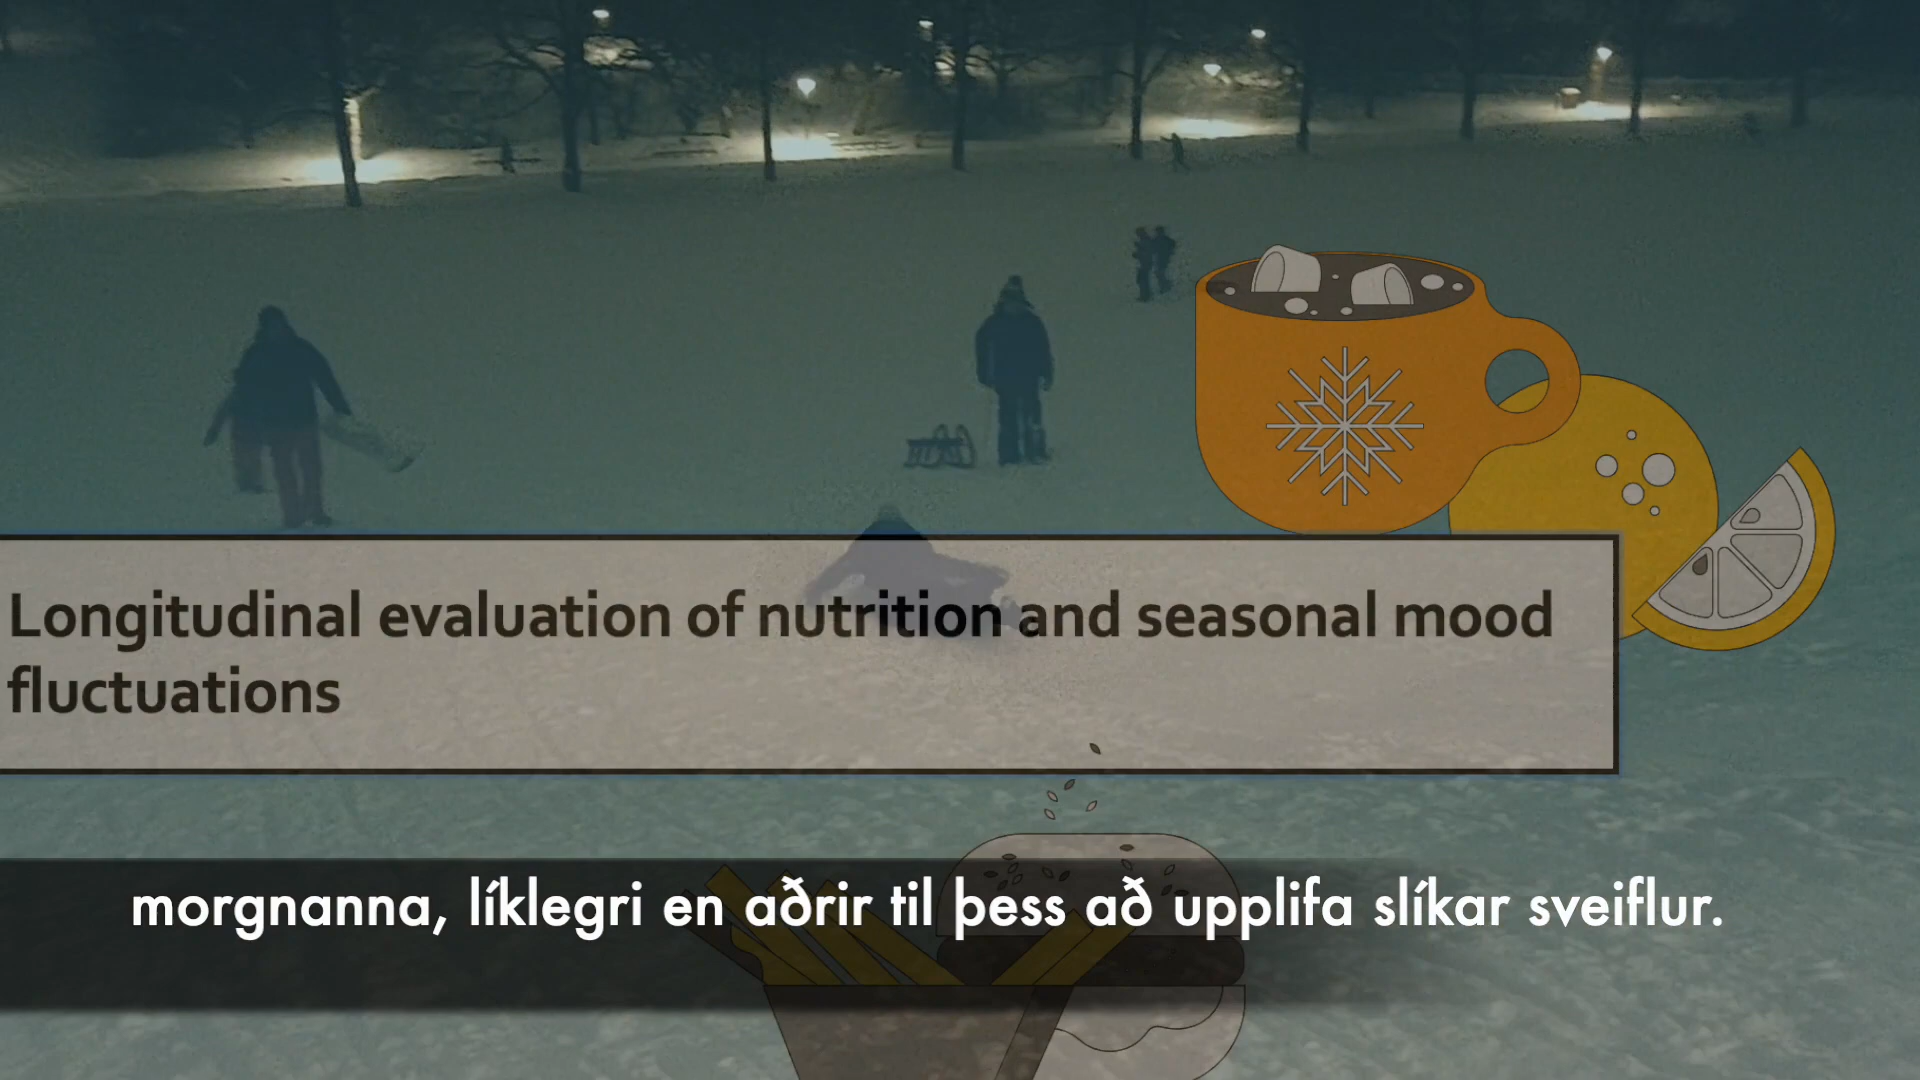 Longitudinal evaluation of nutrition and seasonal mood
fluctuations
morgnanna, líklegri en aðrir til þess að upplifa slíkar sveiflur.